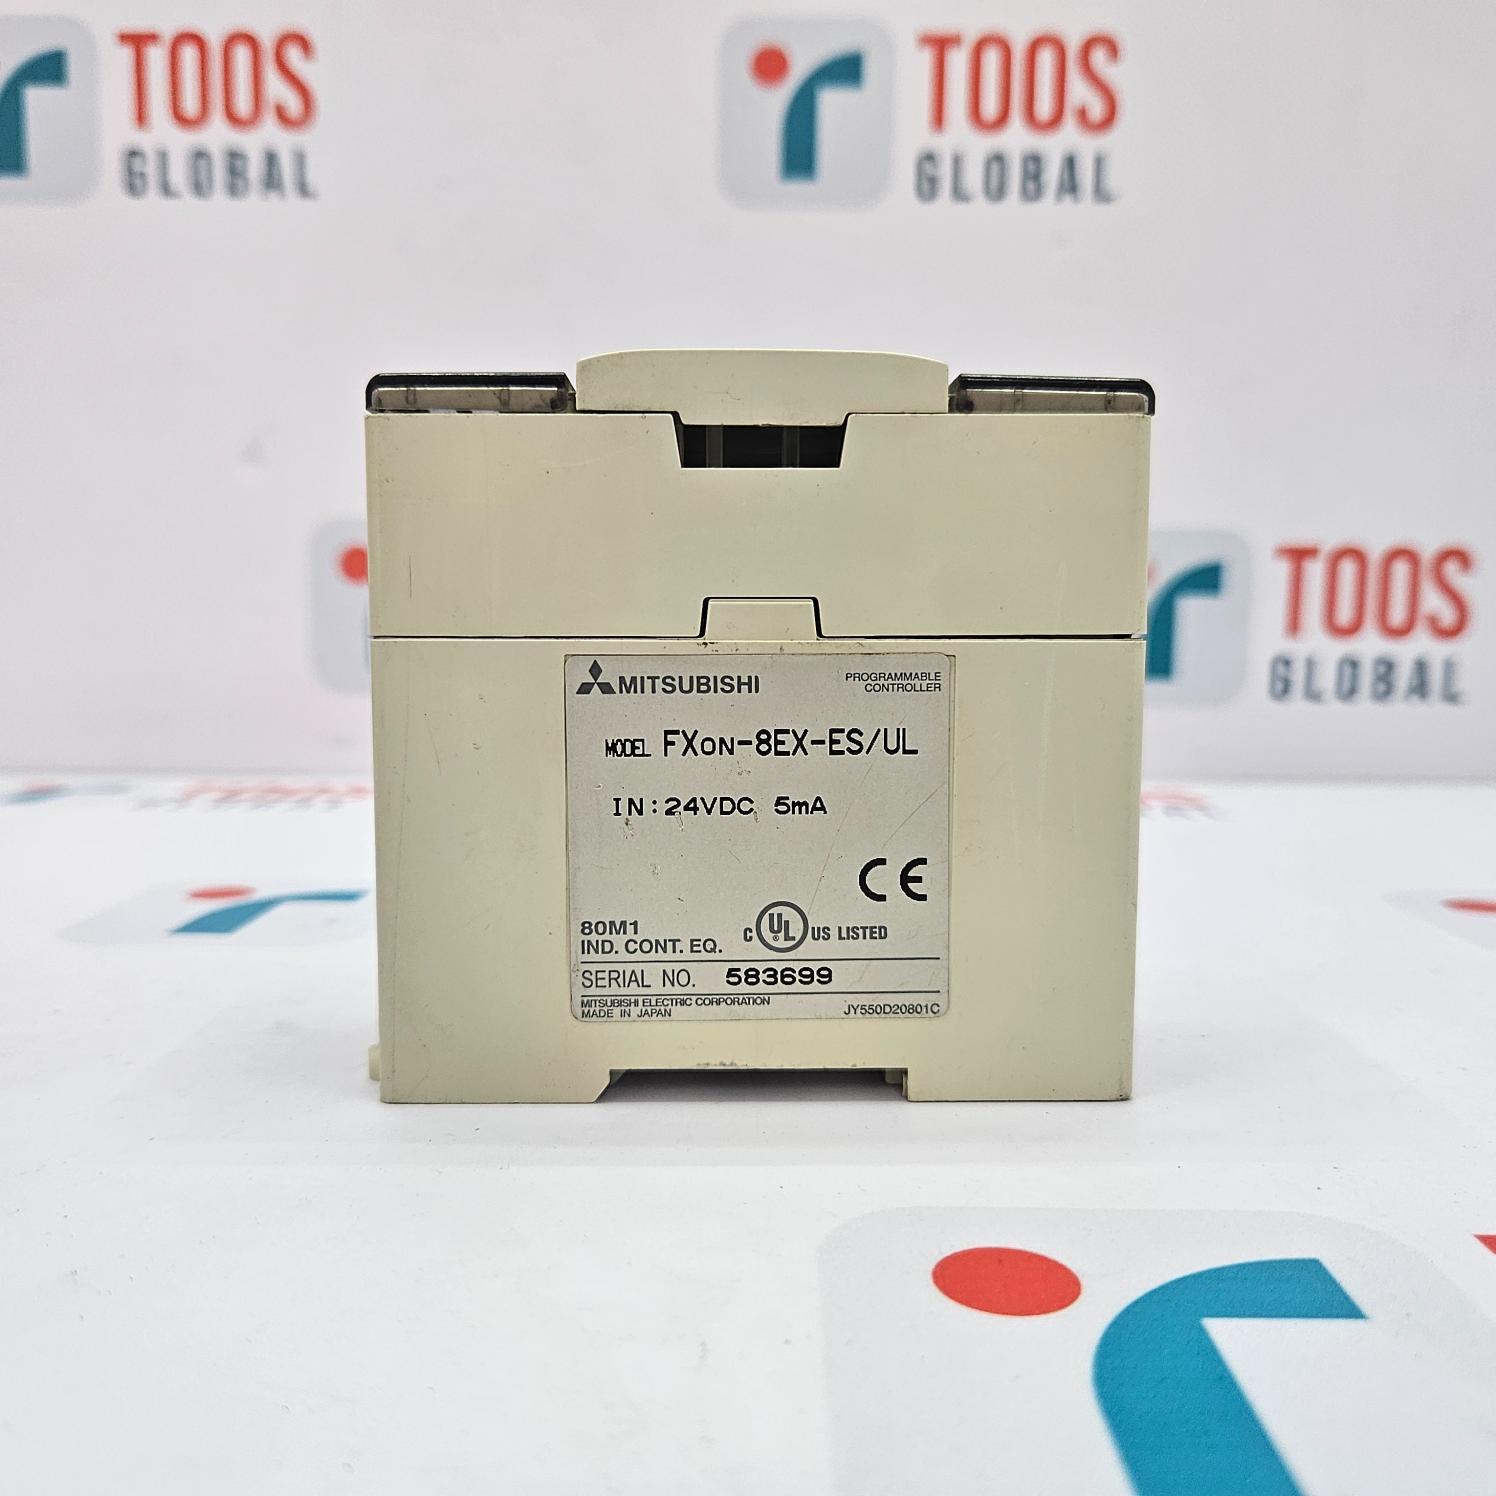 TOOS
GLOBAL
TOOS
GLOBAL
TOOS
GLOBAL
MITSUBISHI
PROGRAMMABLE
CONTROLLER
MODEL FXON-8EX-ES/UL
IN:24VDC 5mA
CE
80M1
IND. CONT. EQ.
C UL ® US LISTED
SERIAL NO. 583699
MITSUBISHI ELECTRIC CORPORATION
MADE IN JAPAN
JY550D20801C